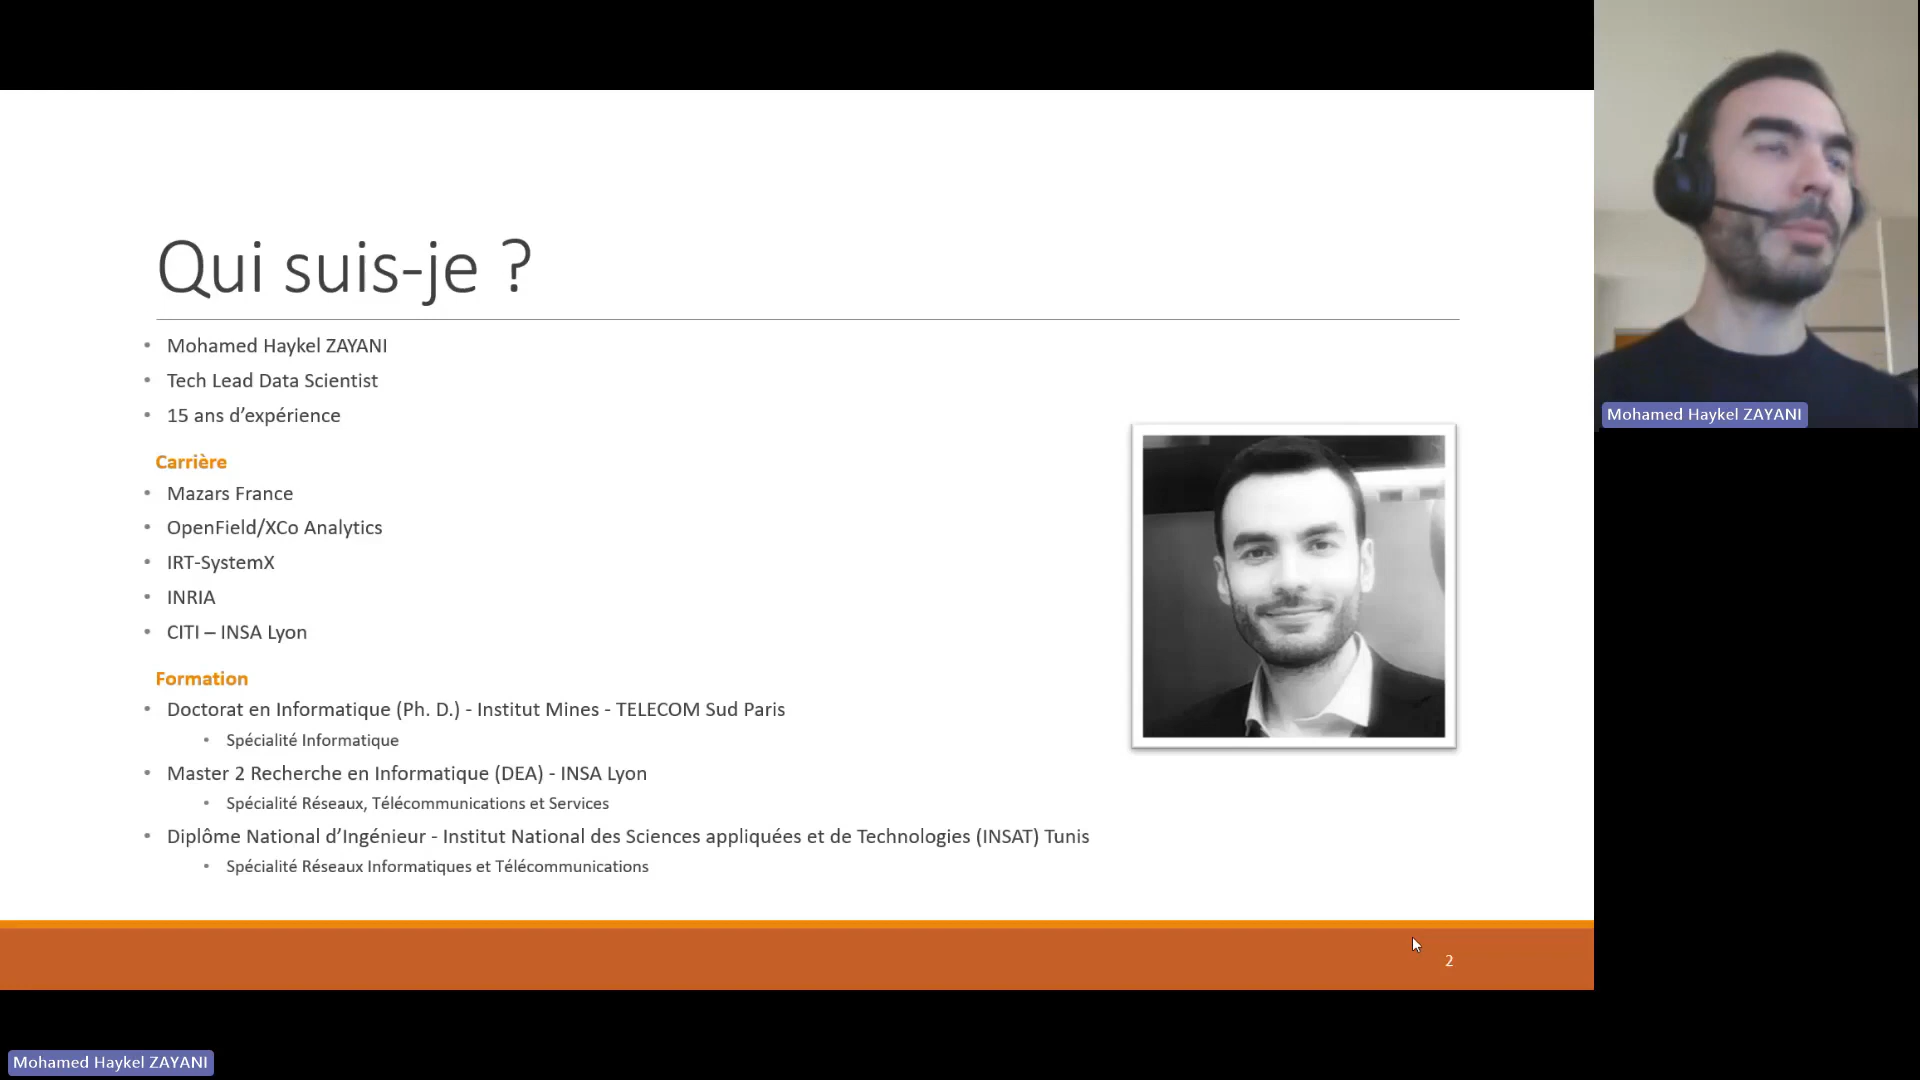 Qui suis-je ?
• Mohamed Haykel ZAYANI
• Tech Lead Data Scientist
• 15 ans d’expérience
Carrière
• Mazars France
• OpenField/XCo Analytics
• IRT-SystemX
• INRIA
• CITI – INSA Lyon
Formation
• Doctorat en Informatique (Ph. D.) - Institut Mines - TELECOM Sud Paris
• Spécialité Informatique
• Master 2 Recherche en Informatique (DEA) - INSA Lyon
• Spécialité Réseaux, Télécommunications et Services
• Diplôme National d’Ingénieur - Institut National des Sciences appliquées et de Technologies (INSAT) Tunis
• Spécialité Réseaux Informatiques et Télécommunications
2
Mohamed Haykel ZAYANI
Mohamed Haykel ZAYANI